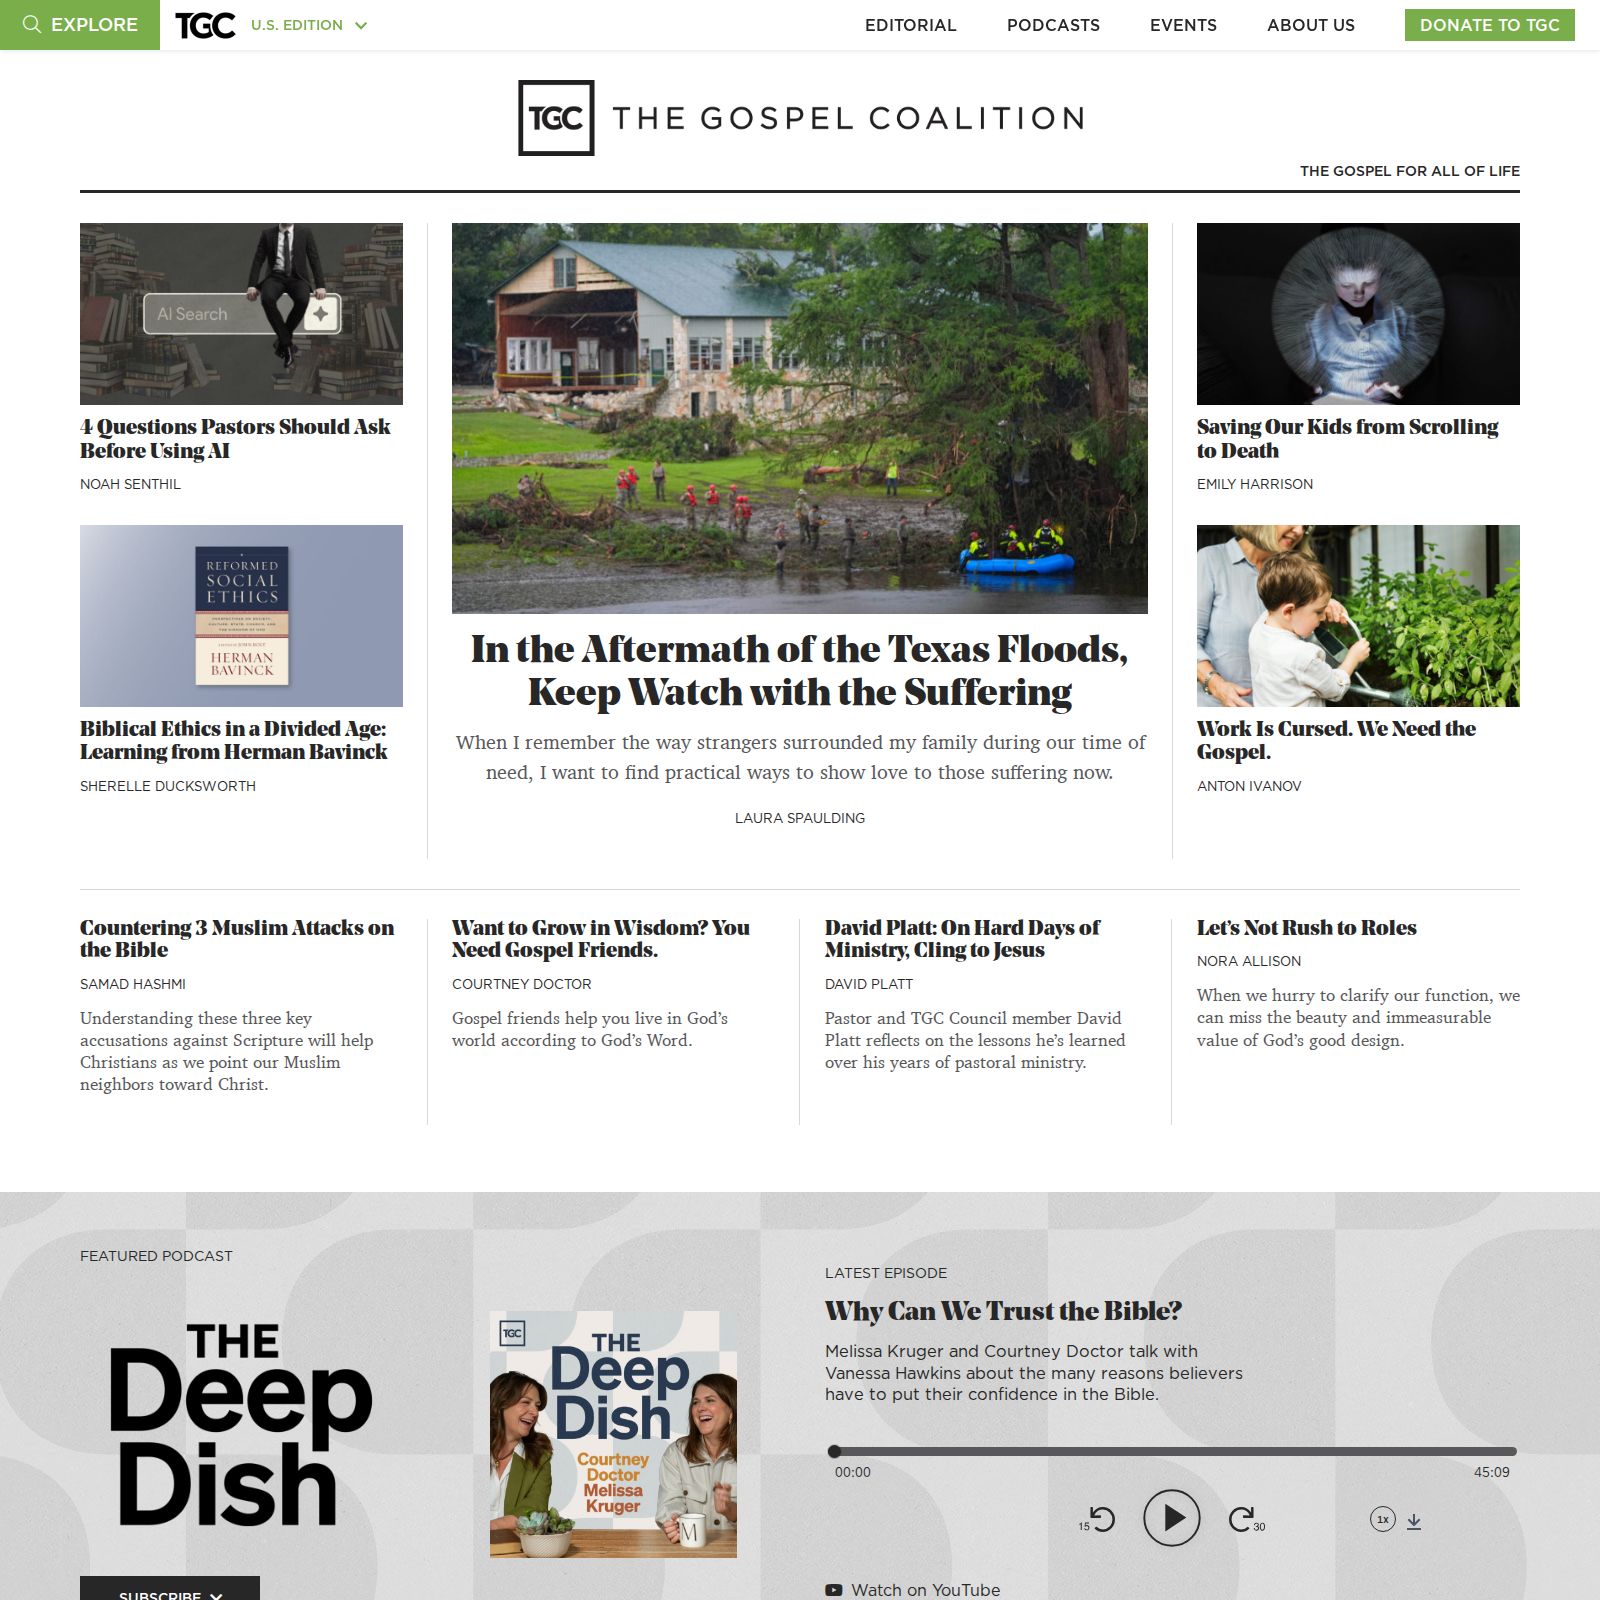 EXPLORE
TGC
U.S. EDITION
EDITORIAL
PODCASTS
EVENTS
ABOUT US
DONATE TO TGC
TGC THE GOSPEL COALITION
THE GOSPEL FOR ALL OF LIFE
AI Search
4 Questions Pastors Should Ask
Before Using AI
NOAH SENTHIL
REFORMED
SOCIAL
ETHICS
HERMAN
BAVINCK
Biblical Ethics in a Divided Age:
Learning from Herman Bavinck
SHERELLE DUCKSWORTH
In the Aftermath of the Texas Floods,
Keep Watch with the Suffering
When I remember the way strangers surrounded my family during our time of
need, I want to find practical ways to show love to those suffering now.
LAURA SPAULDING
Saving Our Kids from Scrolling
to Death
EMILY HARRISON
Work Is Cursed. We Need the
Gospel.
ANTON IVANOV
Countering 3 Muslim Attacks on
the Bible
SAMAD HASHMI
Understanding these three key
accusations against Scripture will help
Christians as we point our Muslim
neighbors toward Christ.
Want to Grow in Wisdom? You
Need Gospel Friends.
COURTNEY DOCTOR
Gospel friends help you live in God’s
world according to God’s Word.
David Platt: On Hard Days of
Ministry, Cling to Jesus
DAVID PLATT
Pastor and TGC Council member David
Platt reflects on the lessons he’s learned
over his years of pastoral ministry.
Let’s Not Rush to Roles
NORA ALLISON
When we hurry to clarify our function, we
can miss the beauty and immeasurable
value of God’s good design.
FEATURED PODCAST
THE
Deep
Dish
SUBSCRIBE
TGC
THE
Deep
Dish
Courtney
Doctor
Melissa
Kruger
M
LATEST EPISODE
Why Can We Trust the Bible?
Melissa Kruger and Courtney Doctor talk with
Vanessa Hawkins about the many reasons believers
have to put their confidence in the Bible.
00:00
45:09
15
30
1x
Watch on YouTube